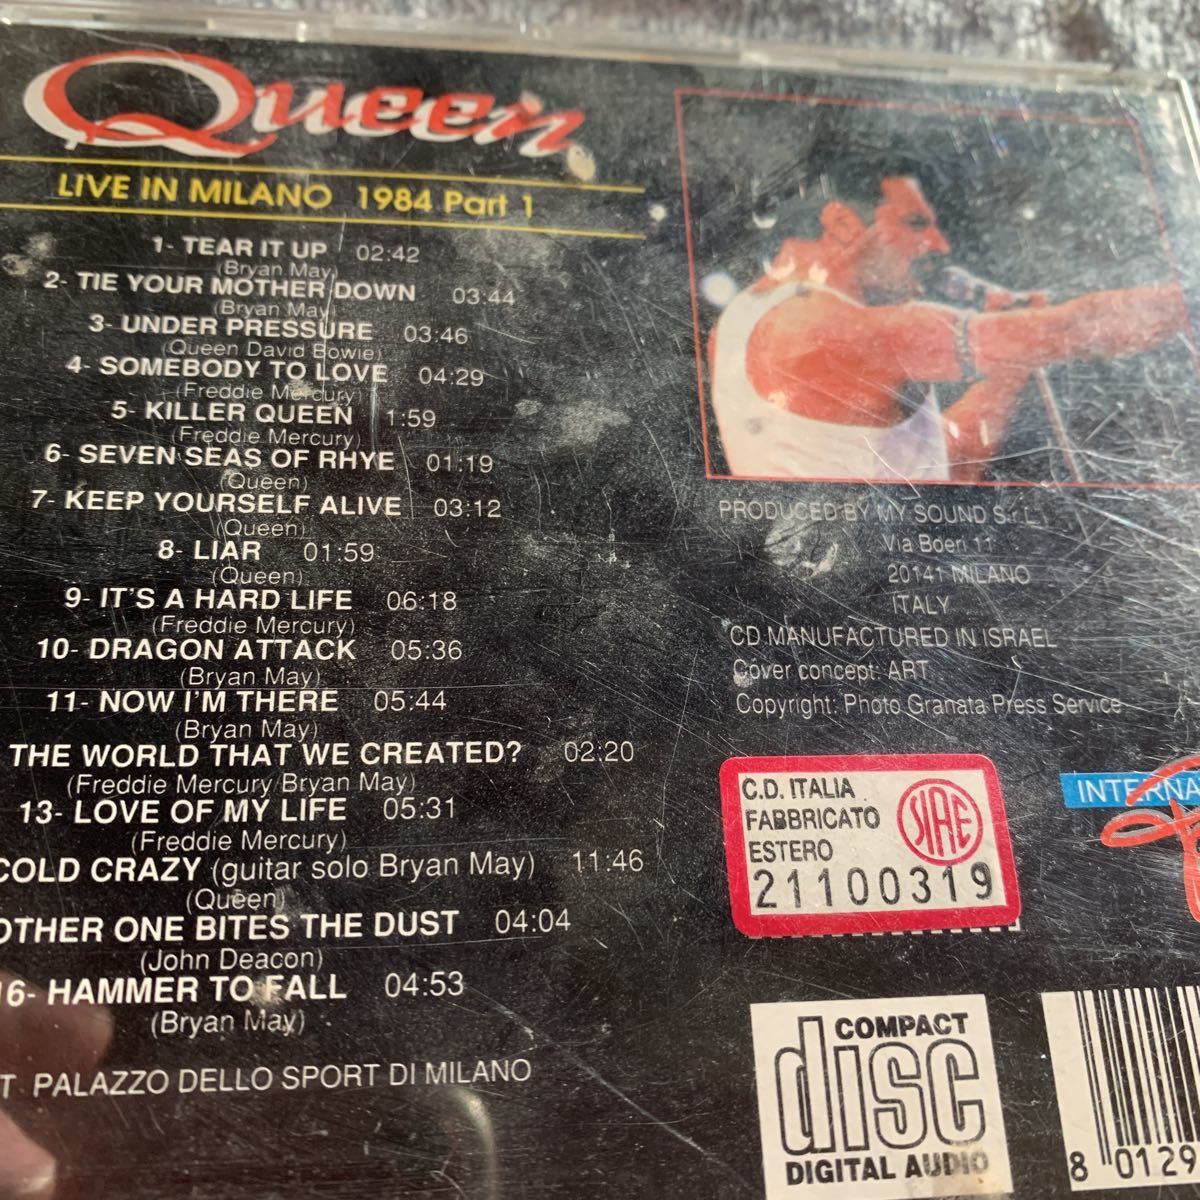 Queen
LIVE IN MILANO 1984 Part 1
1- TEAR IT UP 02:42
(Bryan May)
2- TIE YOUR MOTHER DOWN 03:44
(Bryan May)
3- UNDER PRESSURE 03:46
(Queen David Bowie)
4- SOMEBODY TO LOVE 04:29
(Freddie Mercury)
5- KILLER QUEEN 1:59
(Freddie Mercury)
6- SEVEN SEAS OF RHYE 01:19
(Queen)
7- KEEP YOURSELF ALIVE 03:12
(Queen)
8- LIAR 01:59
(Queen)
9- IT'S A HARD LIFE 06:18
(Freddie Mercury)
10- DRAGON ATTACK 05:36
(Bryan May)
11- NOW I'M THERE 05:44
(Bryan May)
THE WORLD THAT WE CREATED? 02:20
(Freddie Mercury Bryan May)
13- LOVE OF MY LIFE 05:31
(Freddie Mercury)
COLD CRAZY (guitar solo Bryan May) 11:46
(Queen)
OTHER ONE BITES THE DUST 04:04
(John Deacon)
16- HAMMER TO FALL 04:53
(Bryan May)
T PALAZZO DELLO SPORT DI MILANO
PRODUCED BY MY SOUND S.r.L.
Via Boeri 11
20141 MILANO
ITALY
CD MANUFACTURED IN ISRAEL
Cover concept: ART
Copyright: Photo Granata Press Service
C.D. ITALIA
FABBRICATO
ESTERO
SIAE
21100319
INTERNA
COMPACT
disc
DIGITAL AUDIO
8 0129